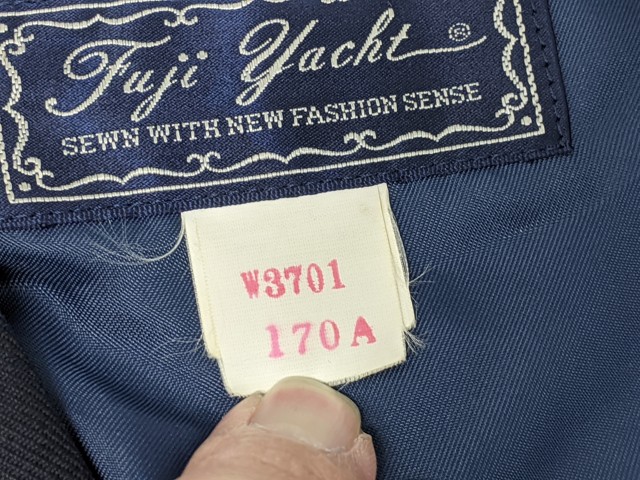 Fuji Yacht ®
SEWN WITH NEW FASHION SENSE
W3701
170A